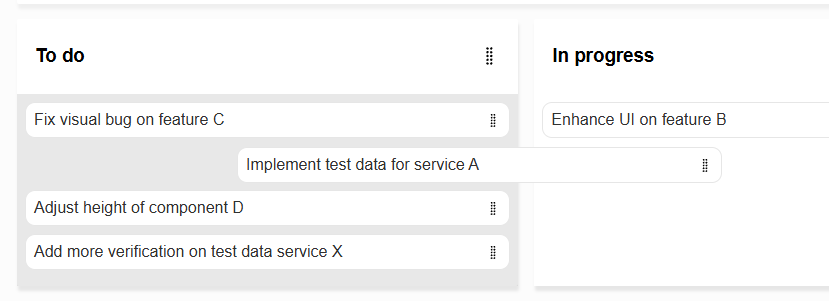 To do
Fix visual bug on feature C
Implement test data for service A
Adjust height of component D
Add more verification on test data service X
In progress
Enhance UI on feature B